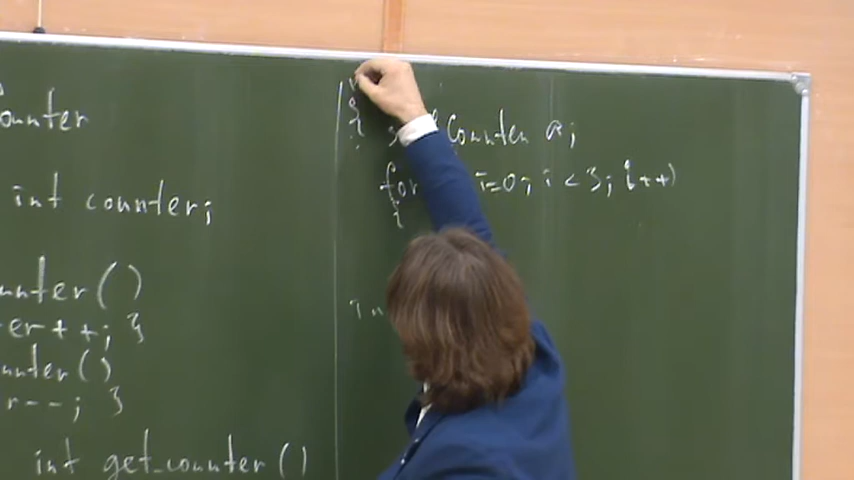 ounter
int counter;
unter()
er++; }
unter()
r--; }
int get_counter()
{
Counter a;
for i=0; i<3; i++)
{